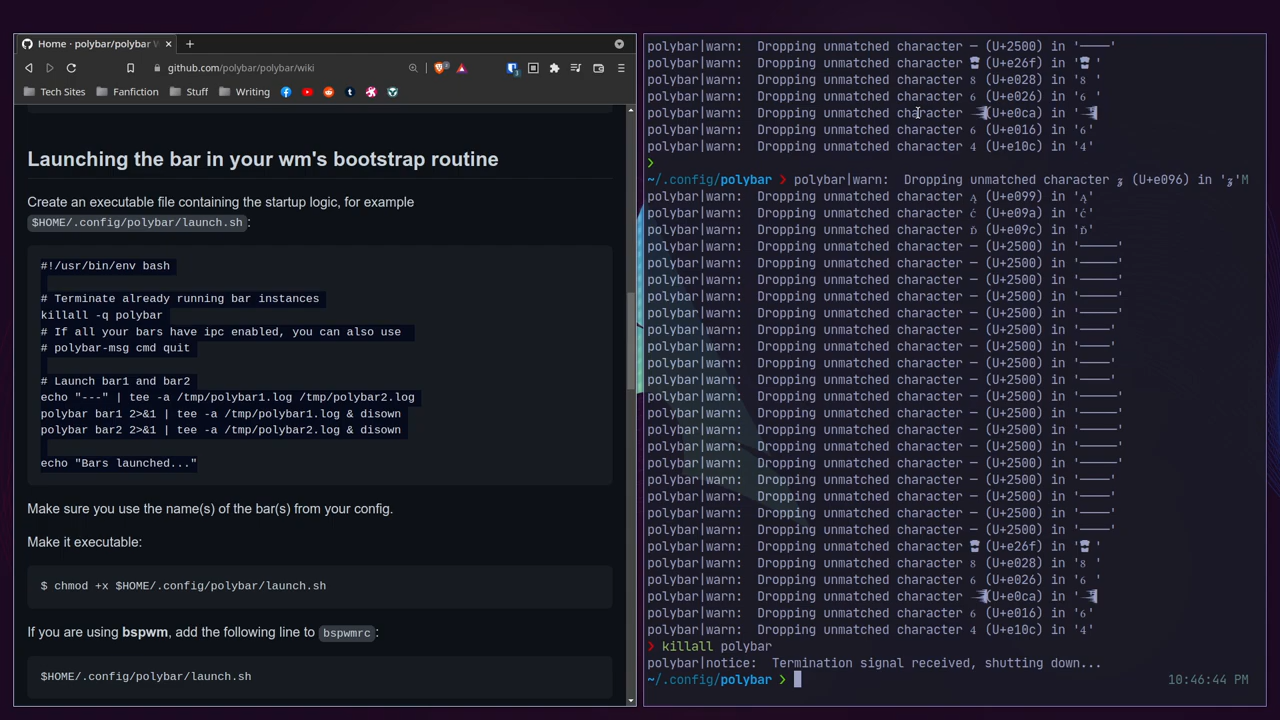 Home · polybar/polybar W
github.com/polybar/polybar/wiki
Tech Sites
Fanfiction
Stuff
Writing
Launching the bar in your wm's bootstrap routine
Create an executable file containing the startup logic, for example
$HOME/.config/polybar/launch.sh:
#!/usr/bin/env bash
# Terminate already running bar instances
killall -q polybar
# If all your bars have ipc enabled, you can also use
# polybar-msg cmd quit
# Launch bar1 and bar2
echo "---" | tee -a /tmp/polybar1.log /tmp/polybar2.log
polybar bar1 2>&1 | tee -a /tmp/polybar1.log & disown
polybar bar2 2>&1 | tee -a /tmp/polybar2.log & disown
echo "Bars launched..."
Make sure you use the name(s) of the bar(s) from your config.
Make it executable:
$ chmod +x $HOME/.config/polybar/launch.sh
If you are using bspwm, add the following line to bspwmrc:
$HOME/.config/polybar/launch.sh
polybar|warn: Dropping unmatched character ─ (U+2500) in '────'
polybar|warn: Dropping unmatched character (U+e26f) in ' '
polybar|warn: Dropping unmatched character 8 (U+e028) in '8 '
polybar|warn: Dropping unmatched character 6 (U+e026) in '6 '
polybar|warn: Dropping unmatched character (U+e0ca) in '
polybar|warn: Dropping unmatched character 6 (U+e016) in '6'
polybar|warn: Dropping unmatched character 4 (U+e10c) in '4'
❯
~/.config/polybar ❯ polybar|warn: Dropping unmatched character (U+e096) in ' 'M
polybar|warn: Dropping unmatched character Ą (U+e099) in 'Ą'
polybar|warn: Dropping unmatched character Ć (U+e09a) in 'Ć'
polybar|warn: Dropping unmatched character (U+e09c) in ' '
polybar|warn: Dropping unmatched character ─ (U+2500) in '─────'
polybar|warn: Dropping unmatched character ─ (U+2500) in '─────'
polybar|warn: Dropping unmatched character ─ (U+2500) in '─────'
polybar|warn: Dropping unmatched character ─ (U+2500) in '─────'
polybar|warn: Dropping unmatched character ─ (U+2500) in '─────'
polybar|warn: Dropping unmatched character ─ (U+2500) in '────'
polybar|warn: Dropping unmatched character ─ (U+2500) in '────'
polybar|warn: Dropping unmatched character ─ (U+2500) in '────'
polybar|warn: Dropping unmatched character ─ (U+2500) in '────'
polybar|warn: Dropping unmatched character ─ (U+2500) in '─────'
polybar|warn: Dropping unmatched character ─ (U+2500) in '─────'
polybar|warn: Dropping unmatched character ─ (U+2500) in '─────'
polybar|warn: Dropping unmatched character ─ (U+2500) in '─────'
polybar|warn: Dropping unmatched character ─ (U+2500) in '─────'
polybar|warn: Dropping unmatched character ─ (U+2500) in '────'
polybar|warn: Dropping unmatched character ─ (U+2500) in '────'
polybar|warn: Dropping unmatched character ─ (U+2500) in '────'
polybar|warn: Dropping unmatched character ─ (U+2500) in '────'
polybar|warn: Dropping unmatched character (U+e26f) in ' '
polybar|warn: Dropping unmatched character 8 (U+e028) in '8 '
polybar|warn: Dropping unmatched character 6 (U+e026) in '6 '
polybar|warn: Dropping unmatched character (U+e0ca) in '
polybar|warn: Dropping unmatched character 6 (U+e016) in '6'
polybar|warn: Dropping unmatched character 4 (U+e10c) in '4'
❯ killall polybar
polybar|notice: Termination signal received, shutting down...
~/.config/polybar ❯
10:46:44 PM